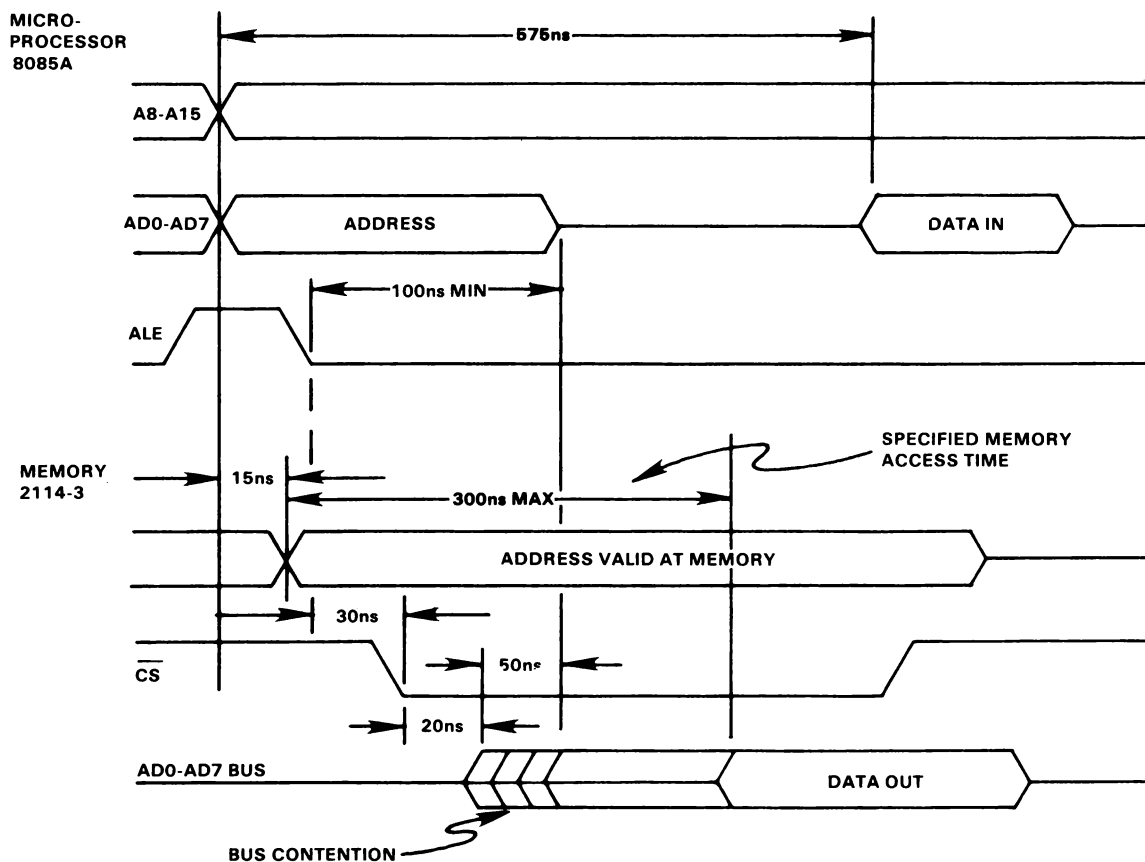 MICRO-
PROCESSOR
8085A
575ns
A8-A15
AD0-AD7
ADDRESS
DATA IN
100ns MIN
ALE
SPECIFIED MEMORY
ACCESS TIME
MEMORY
2114-3
15ns
300ns MAX
ADDRESS VALID AT MEMORY
30ns
CS
50ns
20ns
AD0-AD7 BUS
DATA OUT
BUS CONTENTION